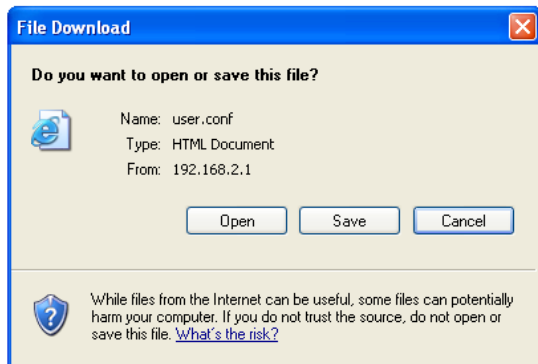 File Download
Do you want to open or save this file?
Name: user.conf
Type: HTML Document
From: 192.168.2.1
Open Save Cancel
While files from the Internet can be useful, some files can potentially
harm your computer. If you do not trust the source, do not open or
save this file. What's the risk?